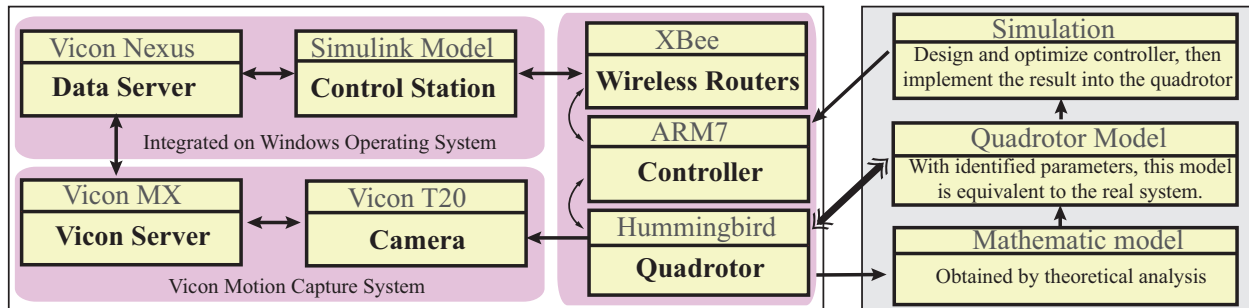 Vicon Nexus
Data Server
Simulink Model
Control Station
Integrated on Windows Operating System
Vicon MX
Vicon Server
Vicon T20
Camera
Vicon Motion Capture System
XBee
Wireless Routers
ARM7
Controller
Hummingbird
Quadrotor
Simulation
Design and optimize controller, then
implement the result into the quadrotor
Quadrotor Model
With identified parameters, this model
is equivalent to the real system.
Mathematic model
Obtained by theoretical analysis